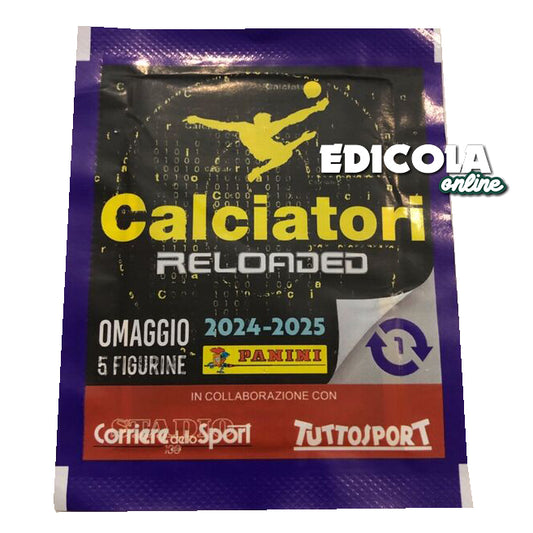 Calciatori
EDICOLA
online
Calciatori
RELOADED
OMAGGIO
5 FIGURINE
2024-2025
PANINI
1
IN COLLABORAZIONE CON
STADIO
Corriere dello Sport
TUTTOSPORT